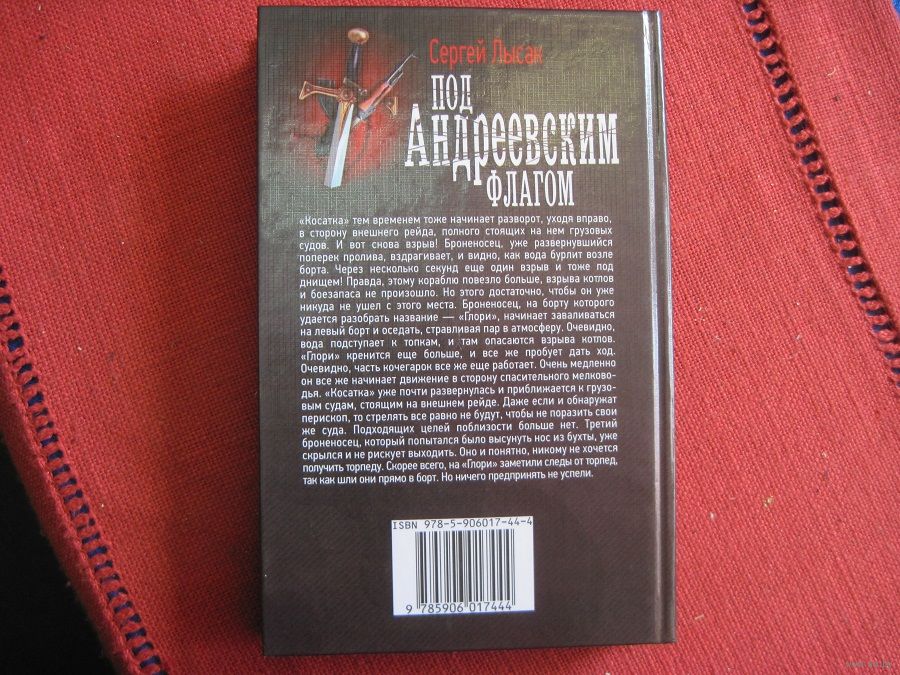 Сергей Лысак
ПОД
АНДРЕЕВСКИМ
ФЛАГОМ
«Косатка» тем временем тоже начинает разворот, уходя вправо,
в сторону внешнего рейда, полного стоящих на нем грузовых
судов. И вот снова взрыв! Броненосец, уже развернувшийся
поперек пролива, вздрагивает, и видно, как вода бурлит возле
борта. Через несколько секунд еще один взрыв и тоже под
днищем! Правда, этому кораблю повезло больше, взрыва котлов
и боезапаса не произошло. Но этого достаточно, чтобы он уже
никуда не ушел с этого места. Броненосец, на борту которого
удается разобрать название — «Глори», начинает заваливаться
на левый борт и оседать, стравливая пар в атмосферу. Очевидно,
вода подступает к топкам, и там опасаются взрыва котлов.
«Глори» кренится еще больше, и все же пробует дать ход.
Очевидно, часть кочегарок все же еще работает. Очень медленно
он все же начинает движение в сторону спасительного мелково-
дья. «Косатка» уже почти развернулась и приближается к грузо-
вым судам, стоящим на внешнем рейде. Даже если и обнаружат
перископ, то стрелять все равно не будут, чтобы не поразить свои
же суда. Подходящих целей поблизости больше нет. Третий
броненосец, который попытался было высунуть нос из бухты, уже
скрылся и не рискует выходить. Оно и понятно, никому не хочется
получить торпеду. Скорее всего, на «Глори» заметили следы от торпед,
так как шли они прямо в борт. Но ничего предпринять не успели.
ISBN 978-5-906017-44-4
9 785906 017444